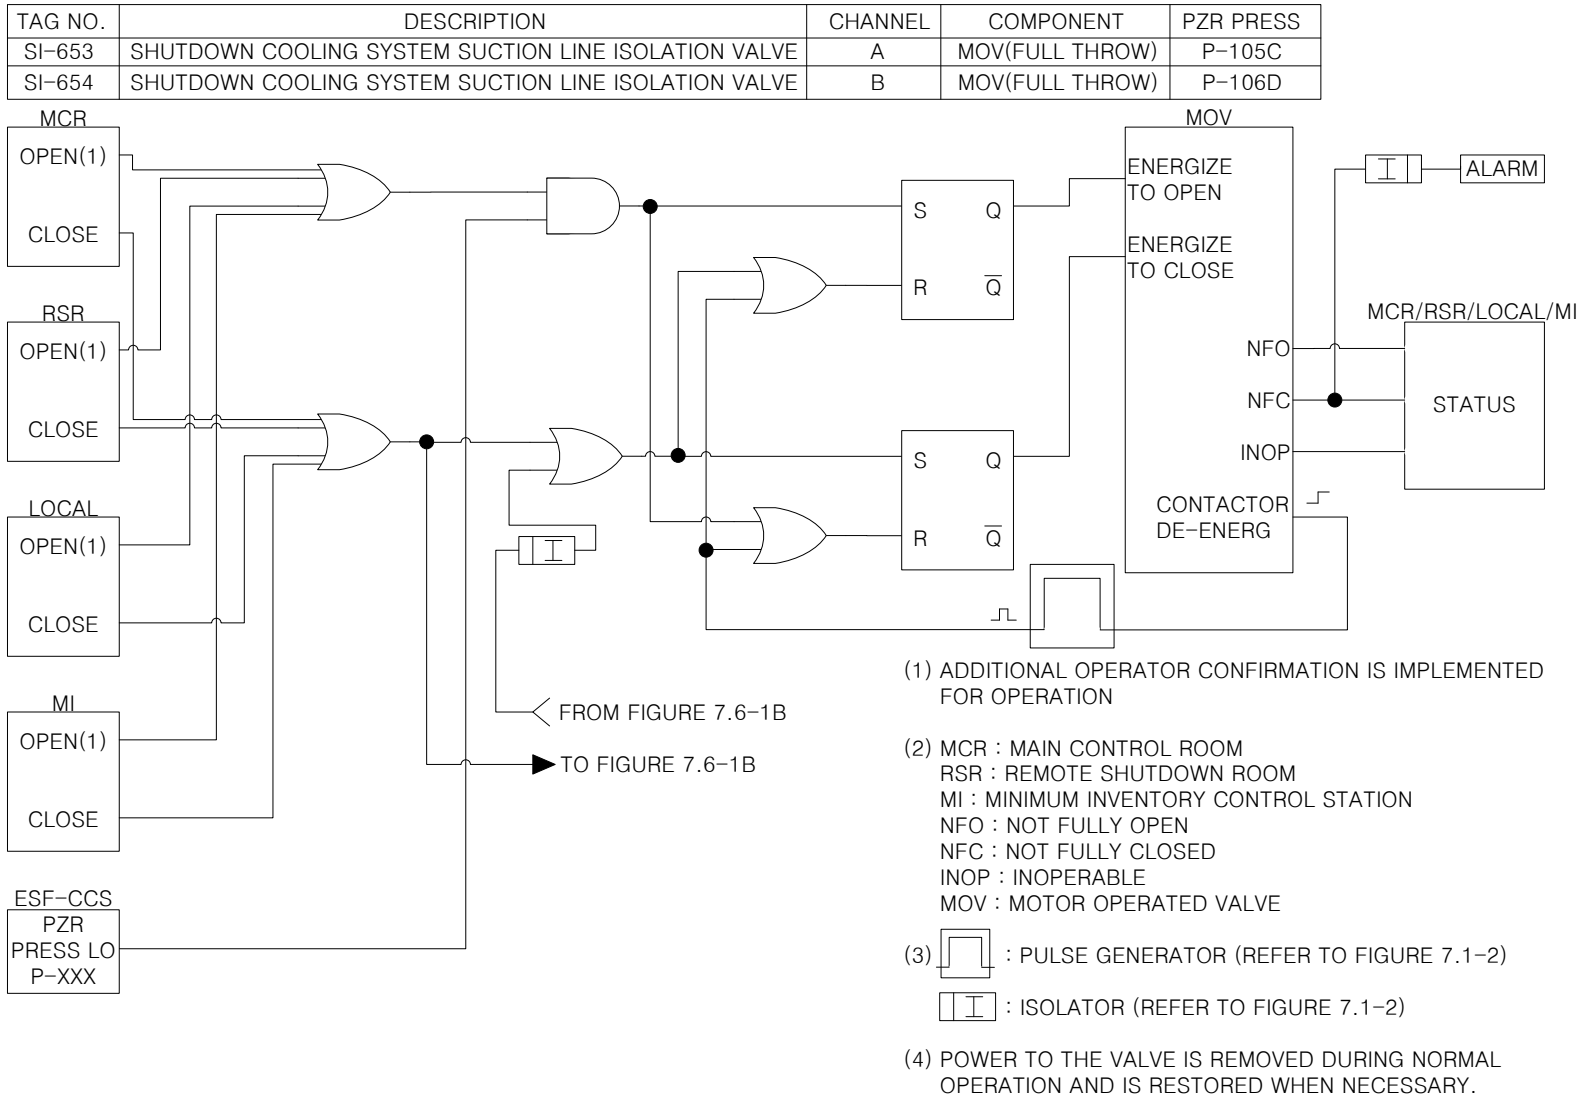 TAG NO. DESCRIPTION CHANNEL COMPONENT PZR PRESS
SI-653 SHUTDOWN COOLING SYSTEM SUCTION LINE ISOLATION VALVE A MOV(FULL THROW) P-105C
SI-654 SHUTDOWN COOLING SYSTEM SUCTION LINE ISOLATION VALVE B MOV(FULL THROW) P-106D
MCR
OPEN(1)
CLOSE
RSR
OPEN(1)
CLOSE
LOCAL
OPEN(1)
CLOSE
MI
OPEN(1)
CLOSE
ESF-CCS
PZR
PRESS LO
P-XXX
I
FROM FIGURE 7.6-1B
TO FIGURE 7.6-1B
S Q
R Q̅
S Q
R Q̅
MOV
ENERGIZE
TO OPEN
ENERGIZE
TO CLOSE
NFO
NFC
INOP
CONTACTOR
DE-ENERG
I
ALARM
MCR/RSR/LOCAL/MI
STATUS
(1) ADDITIONAL OPERATOR CONFIRMATION IS IMPLEMENTED
FOR OPERATION
(2) MCR : MAIN CONTROL ROOM
RSR : REMOTE SHUTDOWN ROOM
MI : MINIMUM INVENTORY CONTROL STATION
NFO : NOT FULLY OPEN
NFC : NOT FULLY CLOSED
INOP : INOPERABLE
MOV : MOTOR OPERATED VALVE
(3) : PULSE GENERATOR (REFER TO FIGURE 7.1-2)
I : ISOLATOR (REFER TO FIGURE 7.1-2)
(4) POWER TO THE VALVE IS REMOVED DURING NORMAL
OPERATION AND IS RESTORED WHEN NECESSARY.